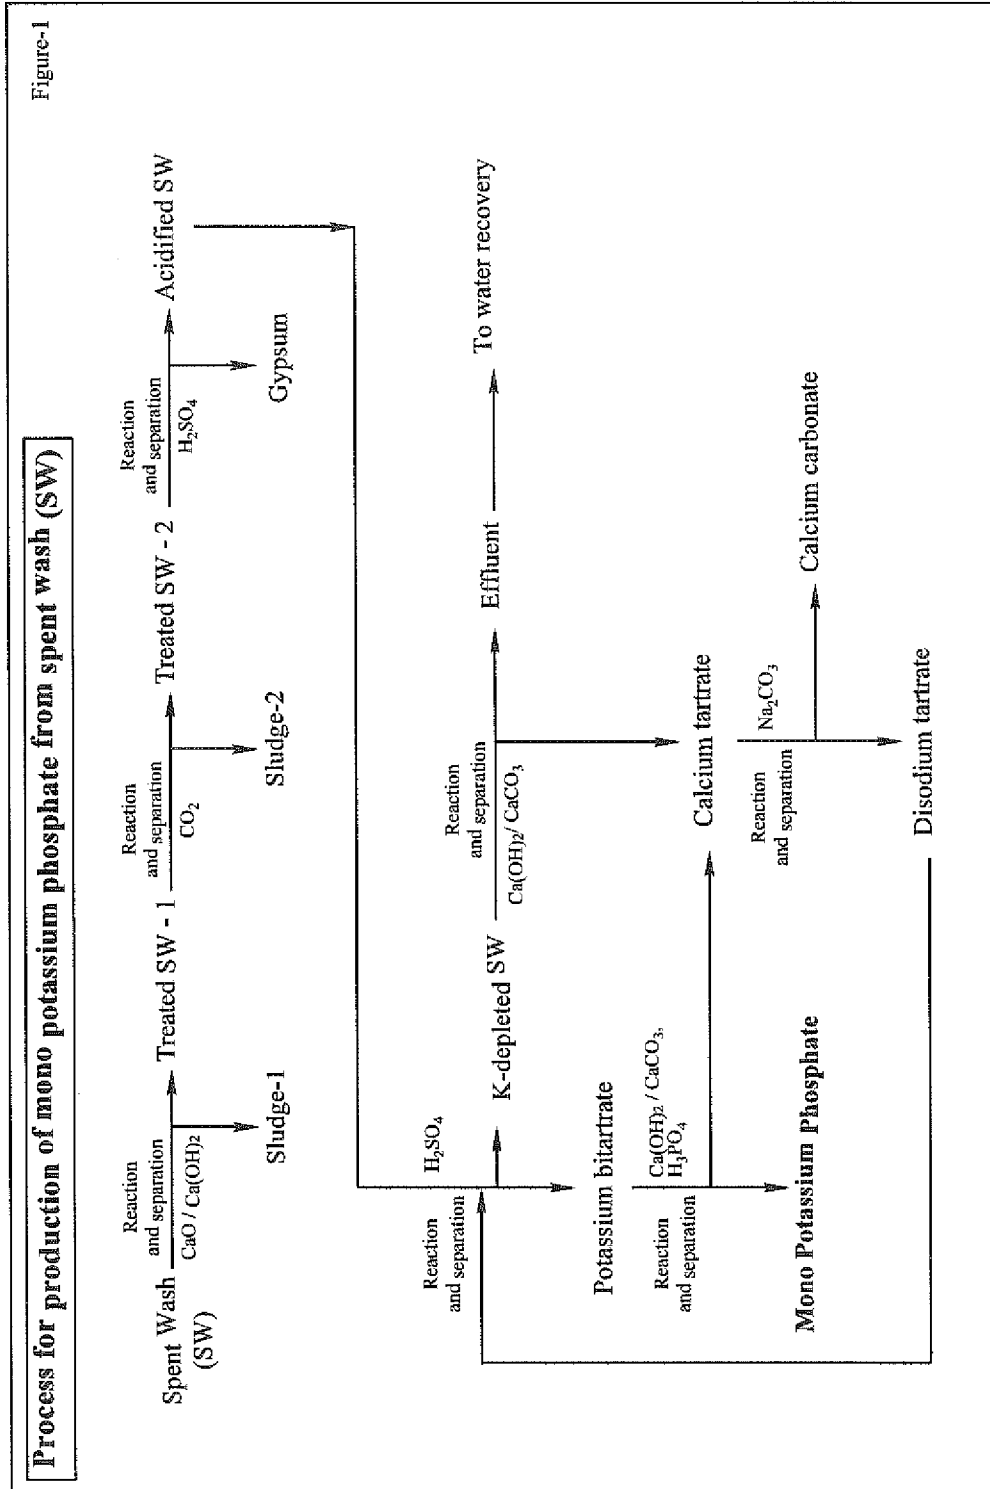 Figure-1
Process for production of mono potassium phosphate from spent wash (SW)
Spent Wash
(SW)
Reaction
and separation
CaO / Ca(OH)2
Sludge-1
Treated SW - 1
Reaction
and separation
CO2
Sludge-2
Treated SW - 2
Reaction
and separation
H2SO4
Gypsum
Acidified SW
Reaction
and separation
H2SO4
K-depleted SW
Reaction
and separation
Ca(OH)2/ CaCO3
Effluent
To water recovery
Potassium bitartrate
Reaction
and separation
Ca(OH)2 / CaCO3,
H3PO4
Mono Potassium Phosphate
Calcium tartrate
Reaction
and separation
Na2CO3
Calcium carbonate
Disodium tartrate